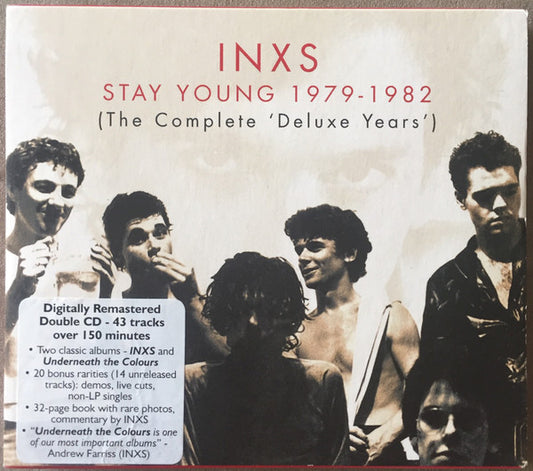 INXS
STAY YOUNG 1979-1982
(The Complete 'Deluxe Years')
Digitally Remastered
Double CD - 43 tracks
over 150 minutes
• Two classic albums - INXS and
Underneath the Colours
• 20 bonus rarities (14 unreleased
tracks): demos, live cuts,
non-LP singles
• 32-page book with rare photos,
commentary by INXS
• "Underneath the Colours is one
of our most important albums" -
Andrew Farriss (INXS)